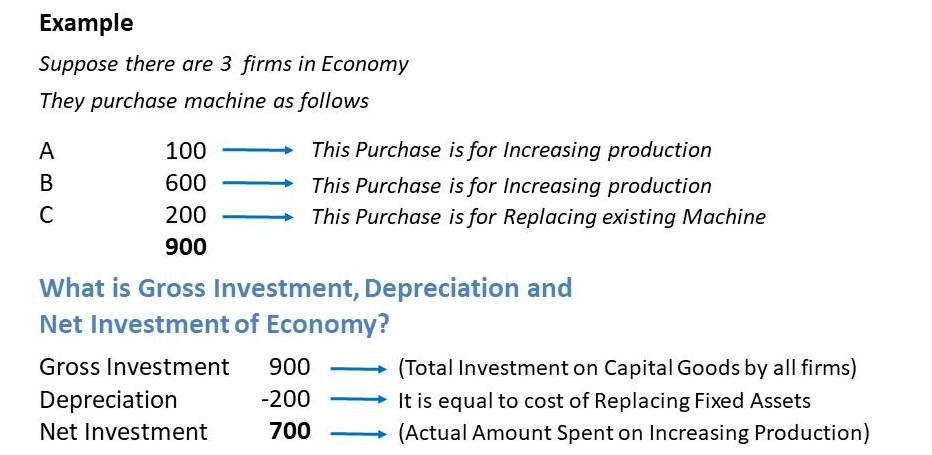 Example
Suppose there are 3 firms in Economy
They purchase machine as follows
A 100 This Purchase is for Increasing production
B 600 This Purchase is for Increasing production
C 200 This Purchase is for Replacing existing Machine
900
What is Gross Investment, Depreciation and
Net Investment of Economy?
Gross Investment 900 (Total Investment on Capital Goods by all firms)
Depreciation -200 It is equal to cost of Replacing Fixed Assets
Net Investment 700 (Actual Amount Spent on Increasing Production)